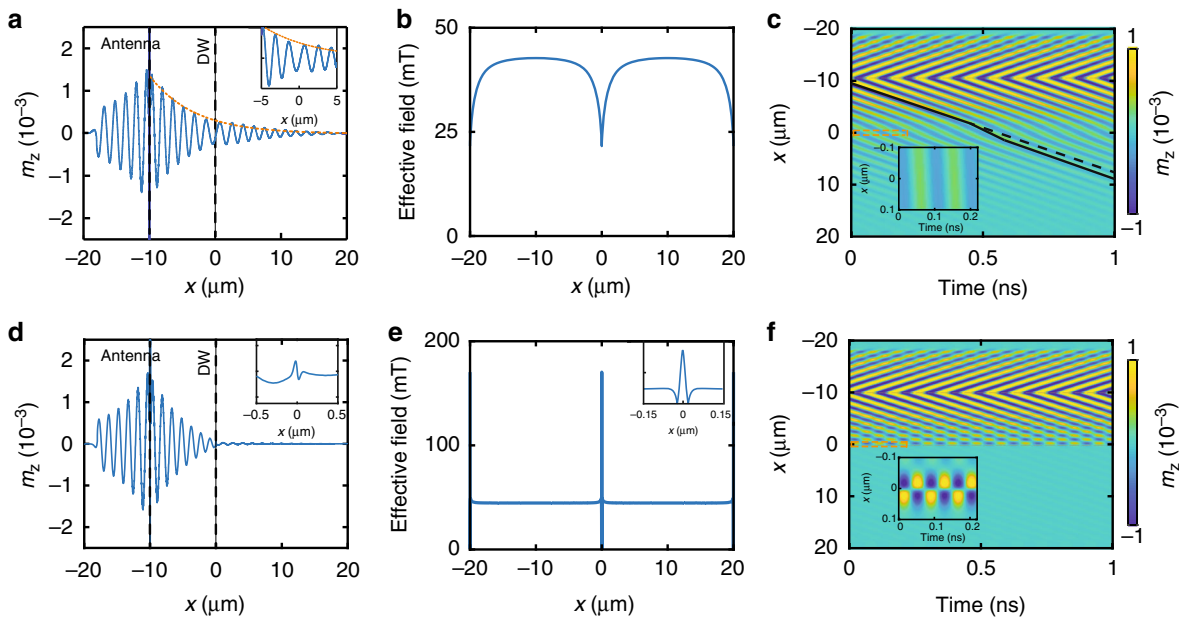 a
2
1
0
−1
−2
m_z (10⁻³)
Antenna
DW
−5
0
5
x (μm)
−20
−10
0
10
20
x (μm)
b
50
25
0
Effective field (mT)
−20
−10
0
10
20
x (μm)
c
−20
−10
0
10
20
x (μm)
−0.1
0
0.1
x (μm)
0
0.1
0.2
Time (ns)
0
0.5
1
Time (ns)
1
−1
m_z (10⁻³)
d
2
1
0
−1
−2
m_z (10⁻³)
Antenna
DW
−0.5
0
0.5
x (μm)
−20
−10
0
10
20
x (μm)
e
200
100
0
Effective field (mT)
−0.15
0
0.15
x (μm)
−20
−10
0
10
20
x (μm)
f
−20
−10
0
10
20
x (μm)
−0.1
0
0.1
x (μm)
0
0.1
0.2
Time (ns)
0
0.5
1
Time (ns)
1
−1
m_z (10⁻³)